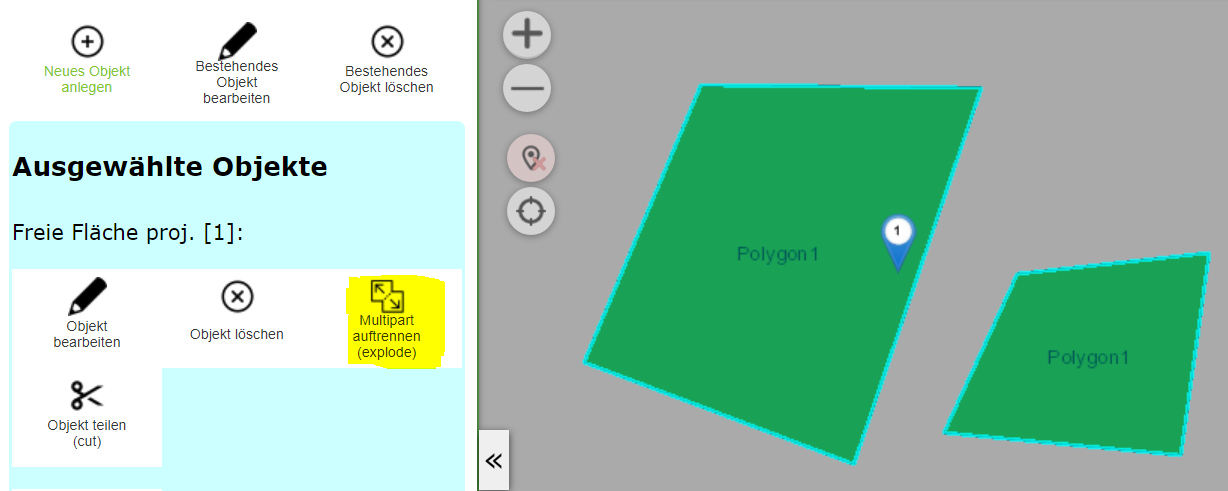 Neues Objekt
anlegen
Bestehendes
Objekt
bearbeiten
Bestehendes
Objekt löschen
Ausgewählte Objekte
Freie Fläche proj. [1]:
Objekt
bearbeiten
Objekt löschen
Multipart
auftrennen
(explode)
Objekt teilen
(cut)
Polygon1
1
Polygon1